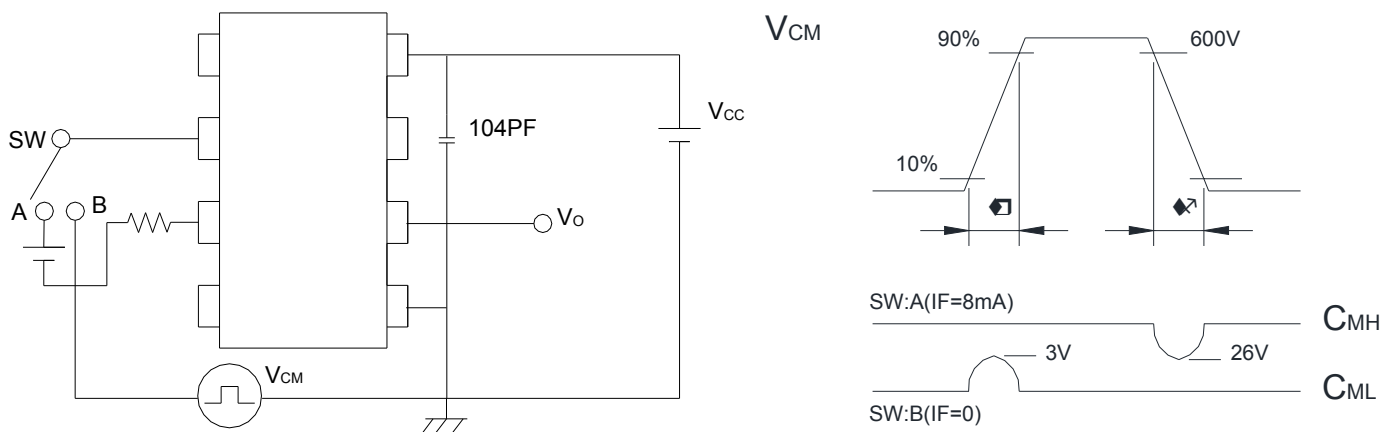 SW
A
B
104PF
VCC
VO
VCM
VCM
90%
600V
10%
SW:A(IF=8mA)
CMH
3V
26V
CML
SW:B(IF=0)